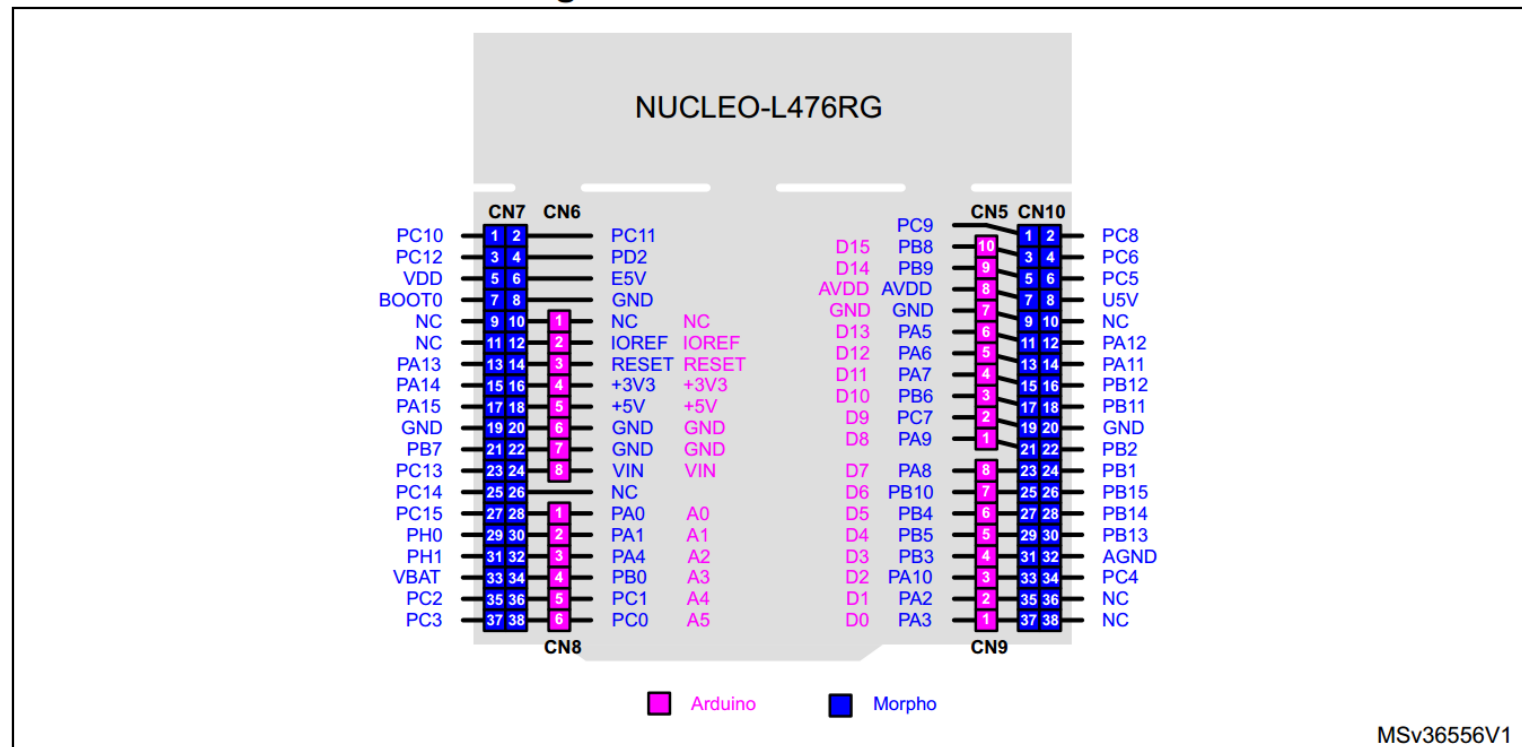 NUCLEO-L476RG
CN7 CN6 CN5 CN10
PC9
PC10 1 2 PC11 1 2 PC8
D15 PB8 10
PC12 3 4 PD2 3 4 PC6
D14 PB9 9
VDD 5 6 E5V 5 6 PC5
AVDD AVDD 8
BOOT0 7 8 GND 7 8 U5V
GND GND 7
NC 9 10 1 NC NC 9 10 NC
D13 PA5 6
NC 11 12 2 IOREF IOREF 11 12 PA12
D12 PA6 5
PA13 13 14 3 RESET RESET 13 14 PA11
D11 PA7 4
PA14 15 16 4 +3V3 +3V3 15 16 PB12
D10 PB6 3
PA15 17 18 5 +5V +5V 17 18 PB11
D9 PC7 2
GND 19 20 6 GND GND 19 20 GND
D8 PA9 1
PB7 21 22 7 GND GND 21 22 PB2
PC13 23 24 8 VIN VIN D7 PA8 8 23 24 PB1
PC14 25 26 NC D6 PB10 7 25 26 PB15
PC15 27 28 1 PA0 A0 D5 PB4 6 27 28 PB14
PH0 29 30 2 PA1 A1 D4 PB5 5 29 30 PB13
PH1 31 32 3 PA4 A2 D3 PB3 4 31 32 AGND
VBAT 33 34 4 PB0 A3 D2 PA10 3 33 34 PC4
PC2 35 36 5 PC1 A4 D1 PA2 2 35 36 NC
PC3 37 38 6 PC0 A5 D0 PA3 1 37 38 NC
CN8 CN9
Arduino Morpho
MSv36556V1